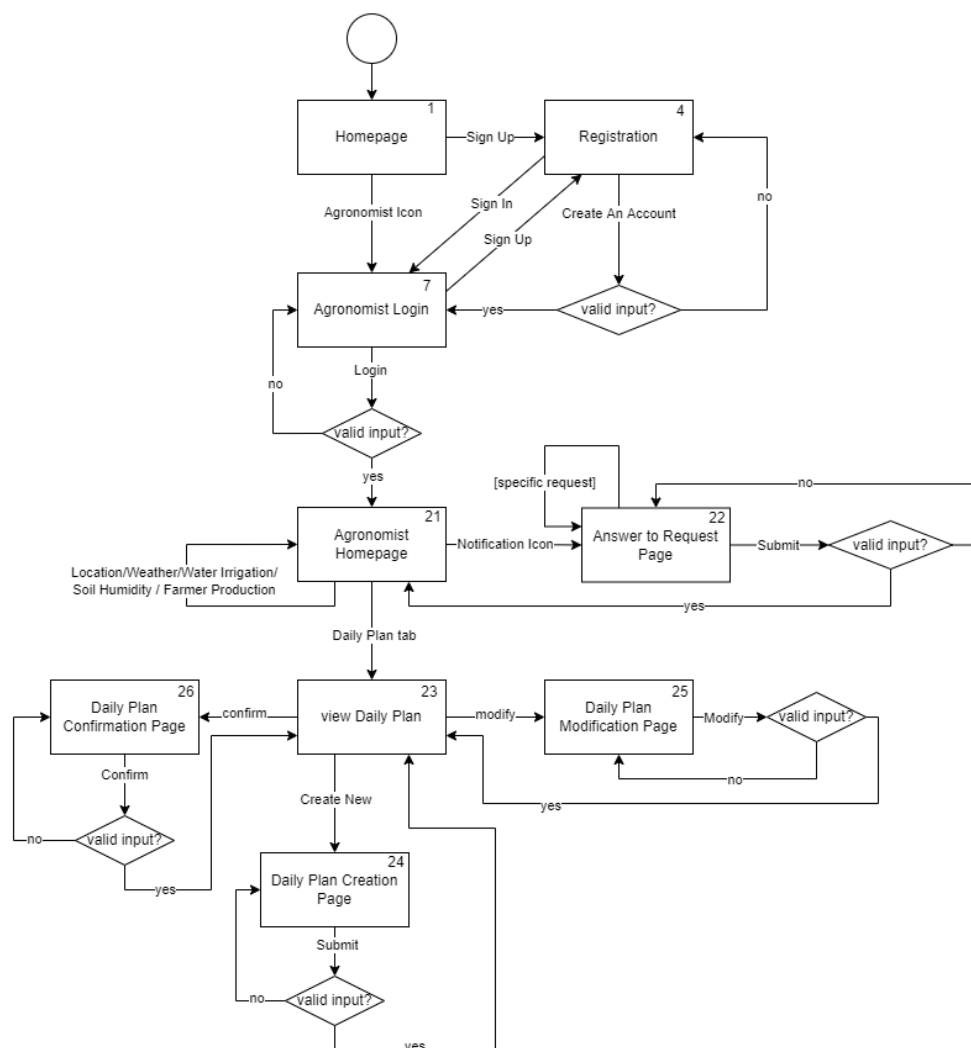 1
Homepage
Sign Up
4
Registration
no
Agronomist Icon
Sign In
Sign Up
Create An Account
7
Agronomist Login
yes
valid input?
Login
no
valid input?
yes
[specific request]
no
21
Agronomist
Homepage
Notification Icon
22
Answer to Request
Page
Submit
valid input?
Location/Weather/Water Irrigation/
Soil Humidity / Farmer Production
yes
Daily Plan tab
26
Daily Plan
Confirmation Page
confirm
23
view Daily Plan
modify
25
Daily Plan
Modification Page
Modify
valid input?
Confirm
no
Create New
yes
no
valid input?
yes
24
Daily Plan Creation
Page
Submit
no
valid input?
yes